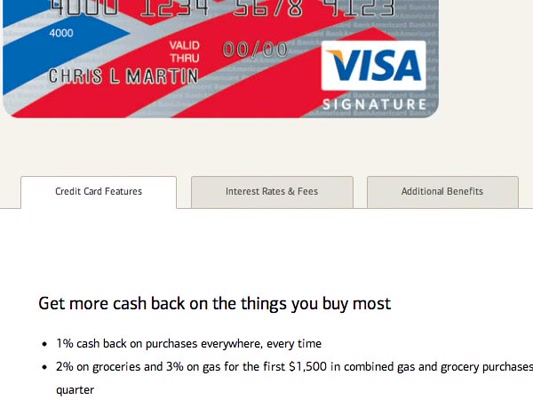 4000 1234 5678 9123
4000
VALID
THRU 00/00
CHRIS L MARTIN
VISA
SIGNATURE
Credit Card Features
Interest Rates & Fees
Additional Benefits
Get more cash back on the things you buy most
• 1% cash back on purchases everywhere, every time
• 2% on groceries and 3% on gas for the first $1,500 in combined gas and grocery purchases
quarter